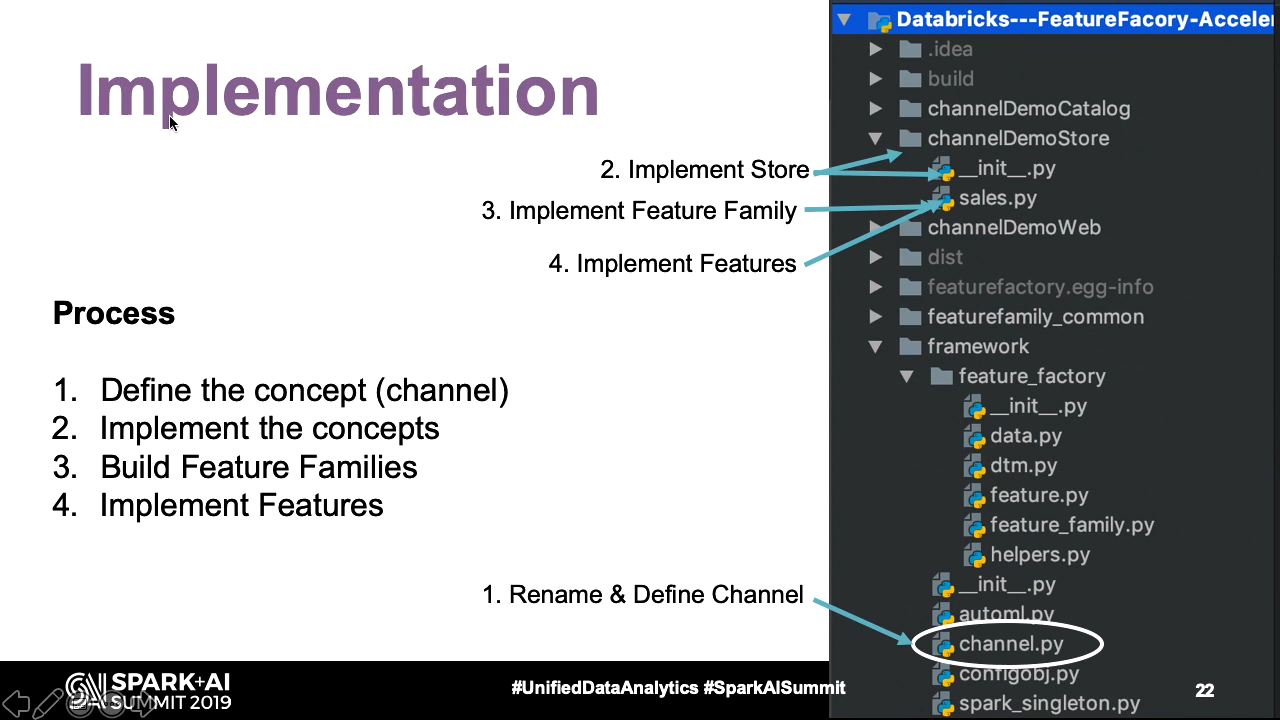 Implementation
2. Implement Store
3. Implement Feature Family
4. Implement Features
Process
1. Define the concept (channel)
2. Implement the concepts
3. Build Feature Families
4. Implement Features
1. Rename & Define Channel
Databricks---FeatureFacory-Acceler
.idea
build
channelDemoCatalog
channelDemoStore
__init__.py
sales.py
channelDemoWeb
dist
featurefactory.egg-info
featurefamily_common
framework
feature_factory
__init__.py
data.py
dtm.py
feature.py
feature_family.py
helpers.py
__init__.py
automl.py
channel.py
configobj.py
spark_singleton.py
SPARK+AI
SUMMIT 2019
#UnifiedDataAnalytics #SparkAISummit
22